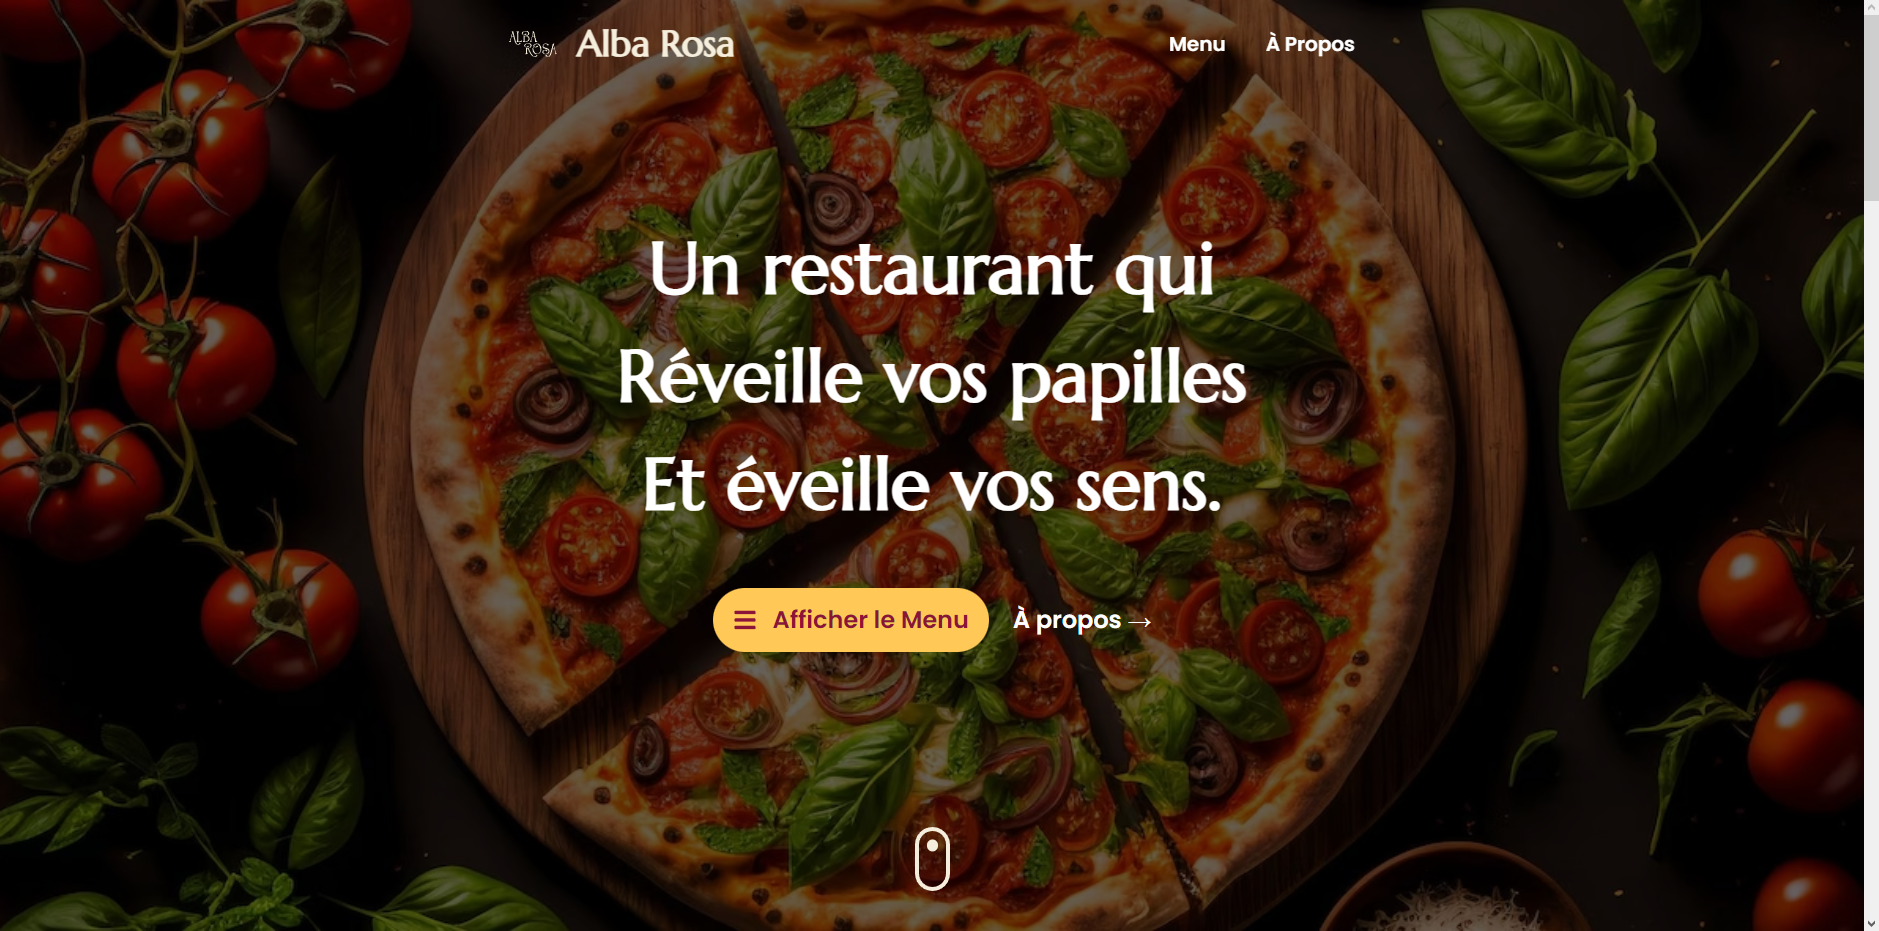 ALBA
ROSA
Alba Rosa
Menu
À Propos
Un restaurant qui
Réveille vos papilles
Et éveille vos sens.
Afficher le Menu
À propos →